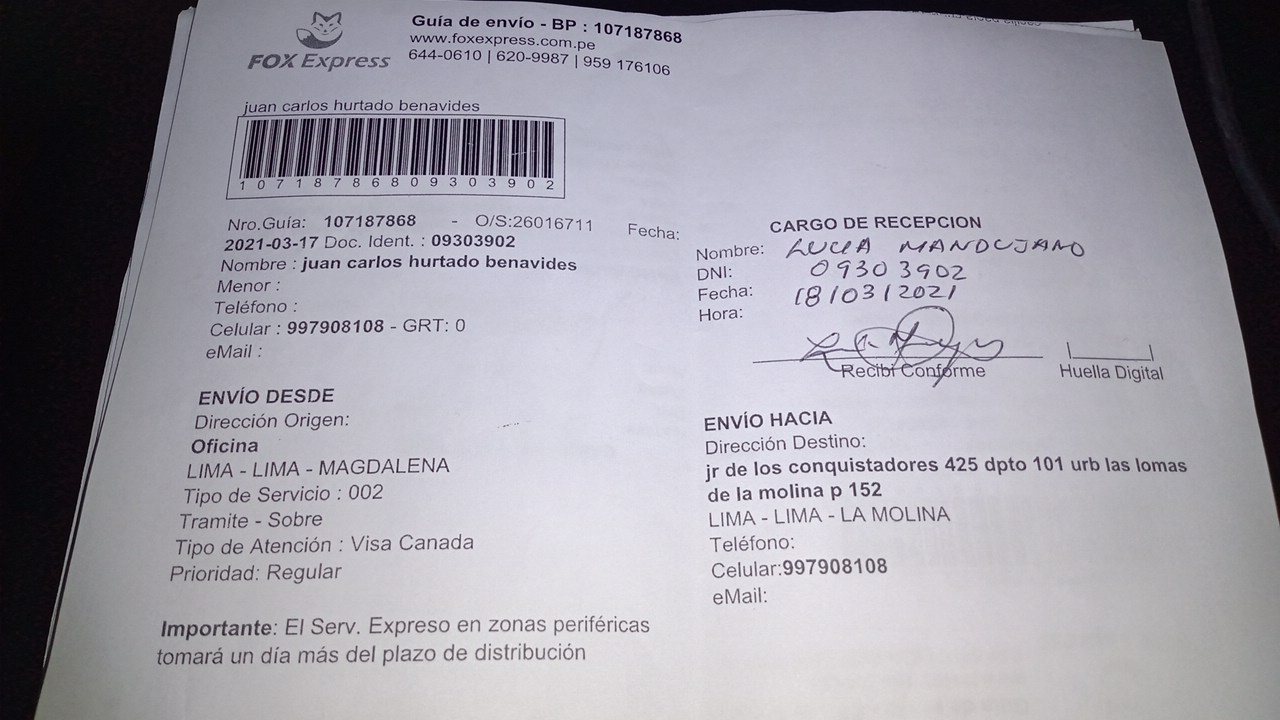 FOX Express
Guía de envío - BP : 107187868
www.foxexpress.com.pe
644-0610 | 620-9987 | 959 176106
juan carlos hurtado benavides
10718786809303902
Nro.Guía: 107187868 - O/S:26016711 Fecha:
2021-03-17 Doc. Ident. : 09303902
Nombre : juan carlos hurtado benavides
Menor :
Teléfono :
Celular : 997908108 - GRT: 0
eMail :
CARGO DE RECEPCION
Nombre: LUCIA MANDUJANO
DNI: 09303902
Fecha: 18/03/2021
Hora:
Recibi Conforme
Huella Digital
ENVÍO DESDE
Dirección Origen:
Oficina
LIMA - LIMA - MAGDALENA
Tipo de Servicio : 002
Tramite - Sobre
Tipo de Atención : Visa Canada
Prioridad: Regular
ENVÍO HACIA
Dirección Destino:
jr de los conquistadores 425 dpto 101 urb las lomas
de la molina p 152
LIMA - LIMA - LA MOLINA
Teléfono:
Celular:997908108
eMail:
Importante: El Serv. Expreso en zonas periféricas
tomará un día más del plazo de distribución